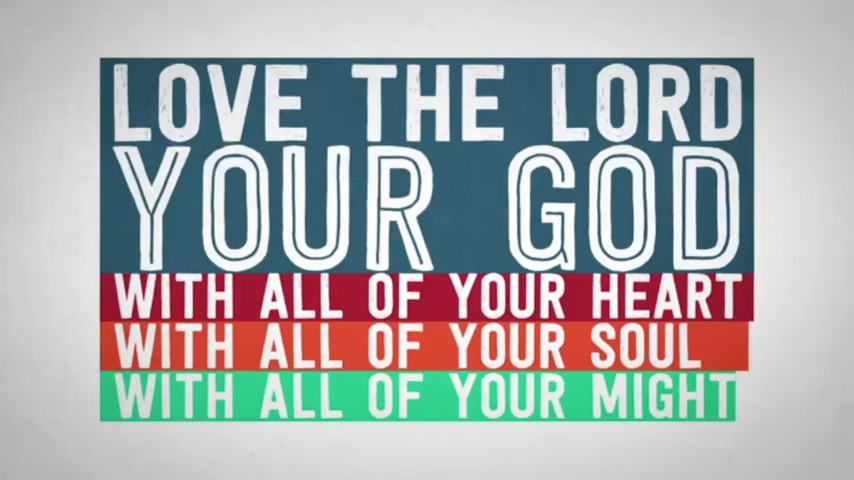 LOVE THE LORD
YOUR GOD
WITH ALL OF YOUR HEART
WITH ALL OF YOUR SOUL
WITH ALL OF YOUR MIGHT